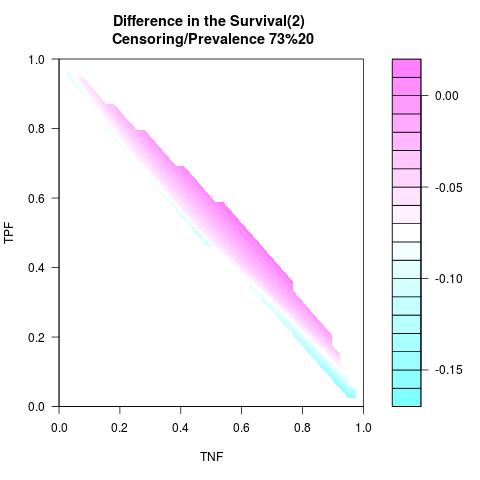 Difference in the Survival(2)
Censoring/Prevalence 73%20
1.0
0.8
0.6
0.4
0.2
0.0
TPF
0.0 0.2 0.4 0.6 0.8 1.0
TNF
0.00
-0.05
-0.10
-0.15